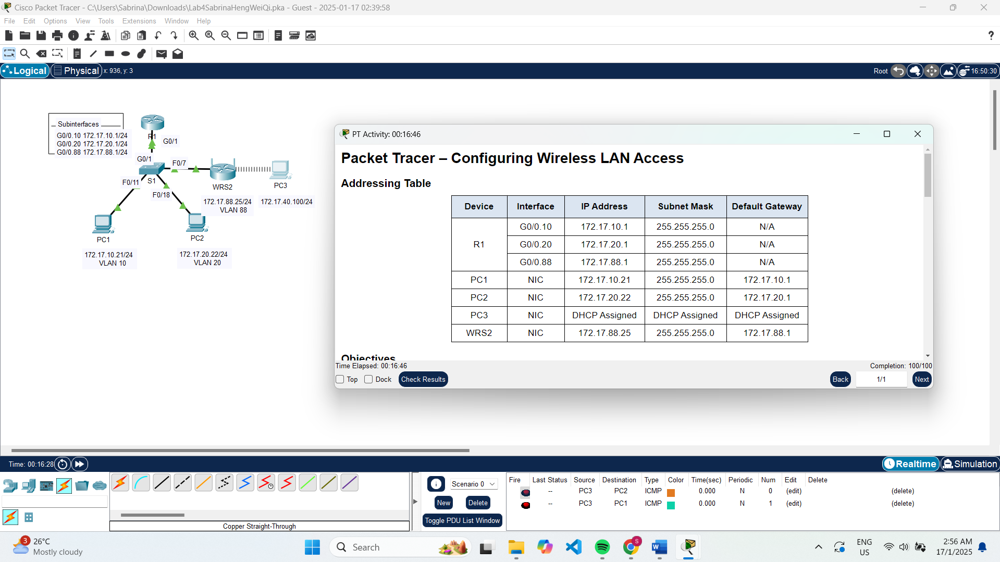 Cisco Packet Tracer - C:\Users\Sabrina\Downloads\Lab4SabrinaHengWeiQi.pka - Guest - 2025-01-17 02:39:58
File Edit Options View Tools Extensions Window Help
?
Logical Physical x: 936, y: 3 Root 16:50:30
Subinterfaces
G0/0.10 172.17.10.1/24
G0/0.20 172.17.20.1/24
G0/0.88 172.17.88.1/24
R1
G0/1
G0/1
F0/7
F0/11
S1
F0/18
WRS2
PC3
172.17.88.25/24
VLAN 88
172.17.40.100/24
PC1
PC2
172.17.10.21/24
VLAN 10
172.17.20.22/24
VLAN 20
PT Activity: 00:16:46
Packet Tracer – Configuring Wireless LAN Access
Addressing Table
Device Interface IP Address Subnet Mask Default Gateway
R1 G0/0.10 172.17.10.1 255.255.255.0 N/A
G0/0.20 172.17.20.1 255.255.255.0 N/A
G0/0.88 172.17.88.1 255.255.255.0 N/A
PC1 NIC 172.17.10.21 255.255.255.0 172.17.10.1
PC2 NIC 172.17.20.22 255.255.255.0 172.17.20.1
PC3 NIC DHCP Assigned DHCP Assigned DHCP Assigned
WRS2 NIC 172.17.88.25 255.255.255.0 172.17.88.1
Objectives
Time Elapsed: 00:16:46 Completion: 100/100
Top Dock Check Results Back 1/1 Next
Time: 00:16:28 Realtime Simulation
Scenario 0
New Delete
Toggle PDU List Window
Copper Straight-Through
Fire Last Status Source Destination Type Color Time(sec) Periodic Num Edit Delete
-- PC3 PC2 ICMP 0.000 N 0 (edit) (delete)
-- PC3 PC1 ICMP 0.000 N 1 (edit) (delete)
3
26°C
Mostly cloudy
Search
S
ENG
US
2:56 AM
17/1/2025